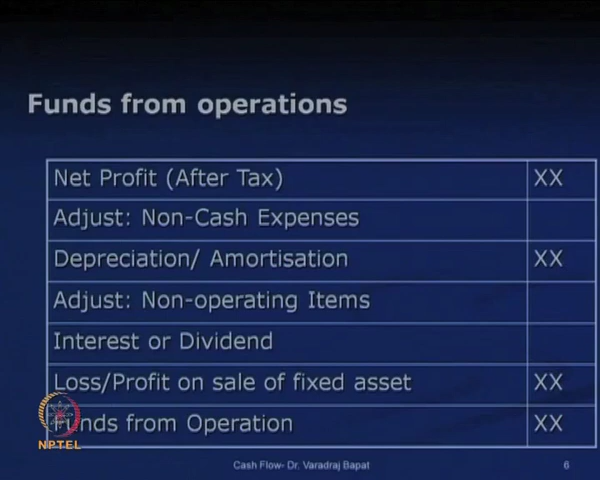 Funds from operations
Net Profit (After Tax) XX
Adjust: Non-Cash Expenses
Depreciation/ Amortisation XX
Adjust: Non-operating Items
Interest or Dividend
Loss/Profit on sale of fixed asset XX
Funds from Operation XX
NPTEL
Cash Flow- Dr. Varadraj Bapat 6